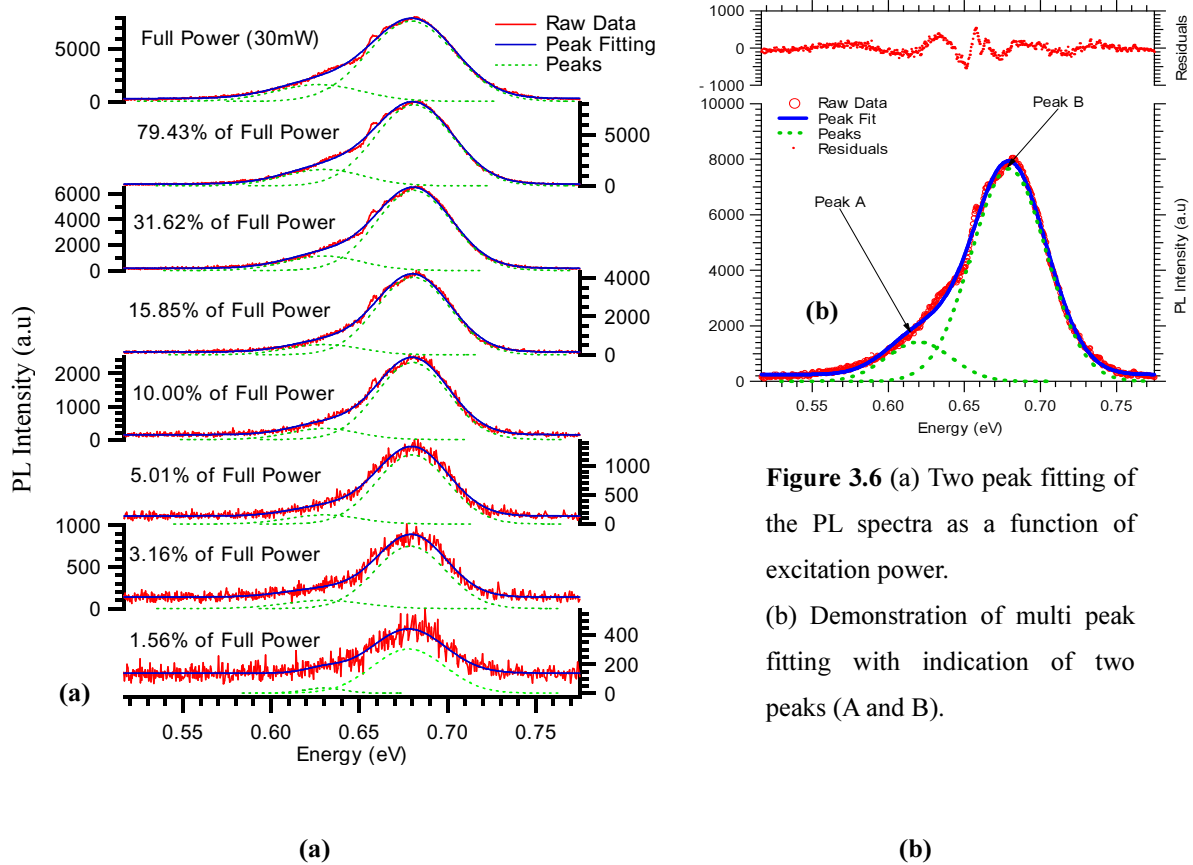 PL Intensity (a.u)
Full Power (30mW)
Raw Data
Peak Fitting
Peaks
5000
0
79.43% of Full Power
5000
0
6000
4000
2000
0
31.62% of Full Power
4000
2000
0
15.85% of Full Power
2000
1000
0
10.00% of Full Power
1000
500
0
5.01% of Full Power
1000
500
0
3.16% of Full Power
400
200
0
1.56% of Full Power
(a)
0.55 0.60 0.65 0.70 0.75
Energy (eV)
(a)
1000
0
- 1000
Residuals
10000
8000
6000
4000
2000
0
Raw Data
Peak Fit
Peaks
Residuals
Peak B
Peak A
(b)
10000
8000
6000
4000
2000
0
PL Intensity (a.u)
0.55 0.60 0.65 0.70 0.75
Energy (eV)
Figure 3.6 (a) Two peak fitting of
the PL spectra as a function of
excitation power.
(b) Demonstration of multi peak
fitting with indication of two
peaks (A and B).
(b)